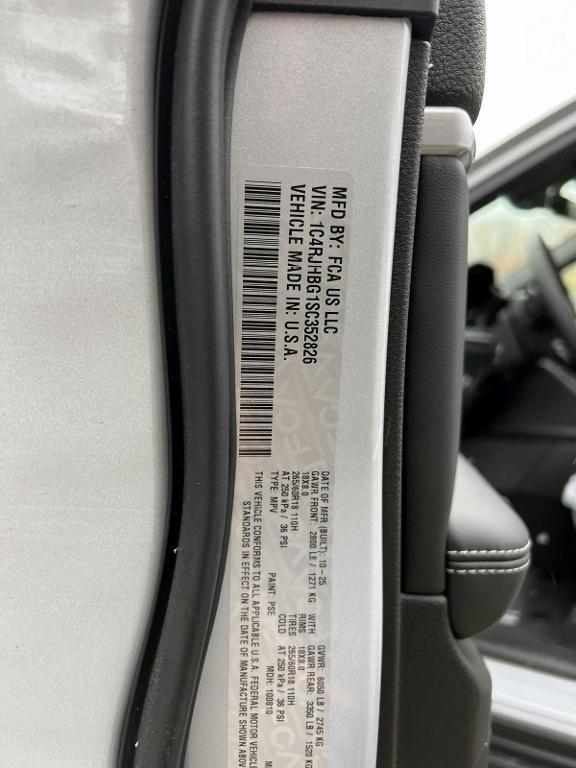 MFD BY: FCA US LLC
VIN: 1C4RJHBG1SC352826
VEHICLE MADE IN: U.S.A.
DATE OF MFR (BUILT): 10-25 GVWR: 6050 LB / 2745 KG
GAWR FRONT: 2800 LB / 1271 KG WITH GAWR REAR: 3350 LB / 1520 KG
18X8.0 RIMS 18X8.0
265/60R18 110H TIRES 265/60R18 110H
AT 250 kPa / 36 PSI COLD AT 250 kPa / 36 PSI
TYPE: MPV PAINT: PSE MDH: 100810
THIS VEHICLE CONFORMS TO ALL APPLICABLE U.S.A. FEDERAL MOTOR VEHICLE
STANDARDS IN EFFECT ON THE DATE OF MANUFACTURE SHOWN